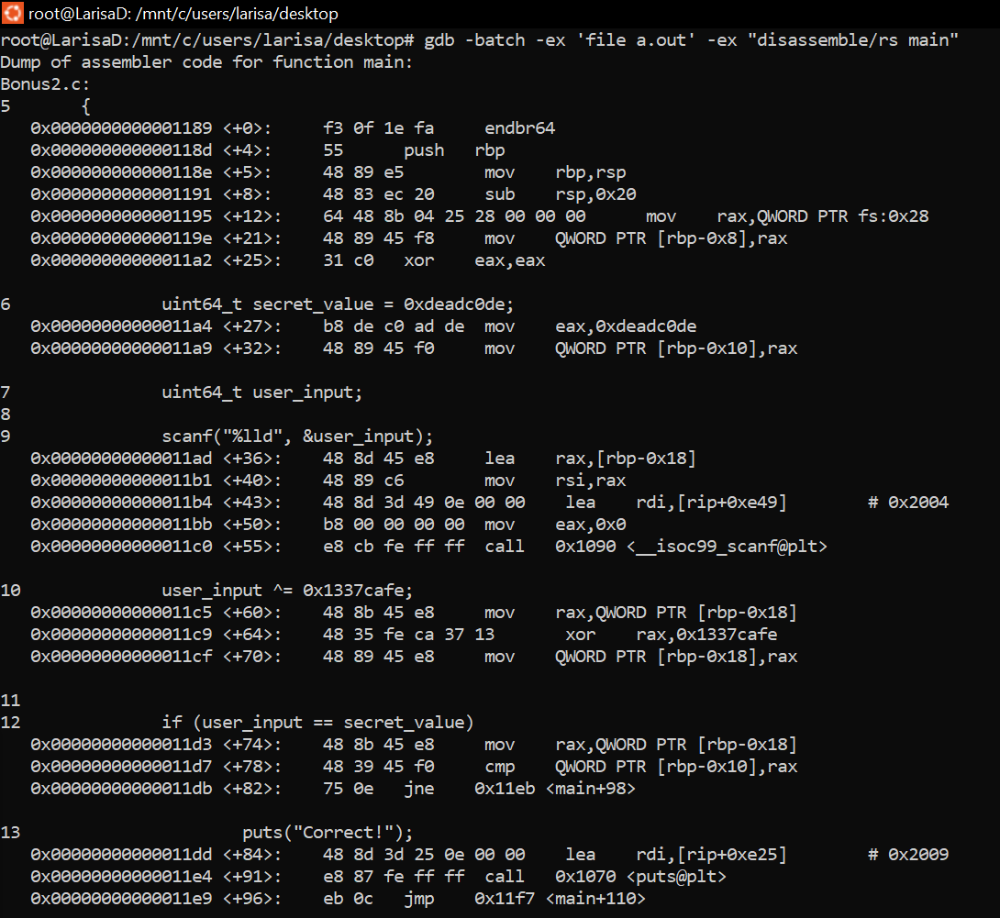 root@LarisaD: /mnt/c/users/larisa/desktop
root@LarisaD:/mnt/c/users/larisa/desktop# gdb -batch -ex 'file a.out' -ex "disassemble/rs main"
Dump of assembler code for function main:
Bonus2.c:
5 {
0x0000000000001189 <+0>: f3 0f 1e fa endbr64
0x000000000000118d <+4>: 55 push rbp
0x000000000000118e <+5>: 48 89 e5 mov rbp,rsp
0x0000000000001191 <+8>: 48 83 ec 20 sub rsp,0x20
0x0000000000001195 <+12>: 64 48 8b 04 25 28 00 00 00 mov rax,QWORD PTR fs:0x28
0x000000000000119e <+21>: 48 89 45 f8 mov QWORD PTR [rbp-0x8],rax
0x00000000000011a2 <+25>: 31 c0 xor eax,eax
6 uint64_t secret_value = 0xdeadc0de;
0x00000000000011a4 <+27>: b8 de c0 ad de mov eax,0xdeadc0de
0x00000000000011a9 <+32>: 48 89 45 f0 mov QWORD PTR [rbp-0x10],rax
7 uint64_t user_input;
8
9 scanf("%lld", &user_input);
0x00000000000011ad <+36>: 48 8d 45 e8 lea rax,[rbp-0x18]
0x00000000000011b1 <+40>: 48 89 c6 mov rsi,rax
0x00000000000011b4 <+43>: 48 8d 3d 49 0e 00 00 lea rdi,[rip+0xe49] # 0x2004
0x00000000000011bb <+50>: b8 00 00 00 00 mov eax,0x0
0x00000000000011c0 <+55>: e8 cb fe ff ff call 0x1090 <__isoc99_scanf@plt>
10 user_input ^= 0x1337cafe;
0x00000000000011c5 <+60>: 48 8b 45 e8 mov rax,QWORD PTR [rbp-0x18]
0x00000000000011c9 <+64>: 48 35 fe ca 37 13 xor rax,0x1337cafe
0x00000000000011cf <+70>: 48 89 45 e8 mov QWORD PTR [rbp-0x18],rax
11
12 if (user_input == secret_value)
0x00000000000011d3 <+74>: 48 8b 45 e8 mov rax,QWORD PTR [rbp-0x18]
0x00000000000011d7 <+78>: 48 39 45 f0 cmp QWORD PTR [rbp-0x10],rax
0x00000000000011db <+82>: 75 0e jne 0x11eb <main+98>
13 puts("Correct!");
0x00000000000011dd <+84>: 48 8d 3d 25 0e 00 00 lea rdi,[rip+0xe25] # 0x2009
0x00000000000011e4 <+91>: e8 87 fe ff ff call 0x1070 <puts@plt>
0x00000000000011e9 <+96>: eb 0c jmp 0x11f7 <main+110>